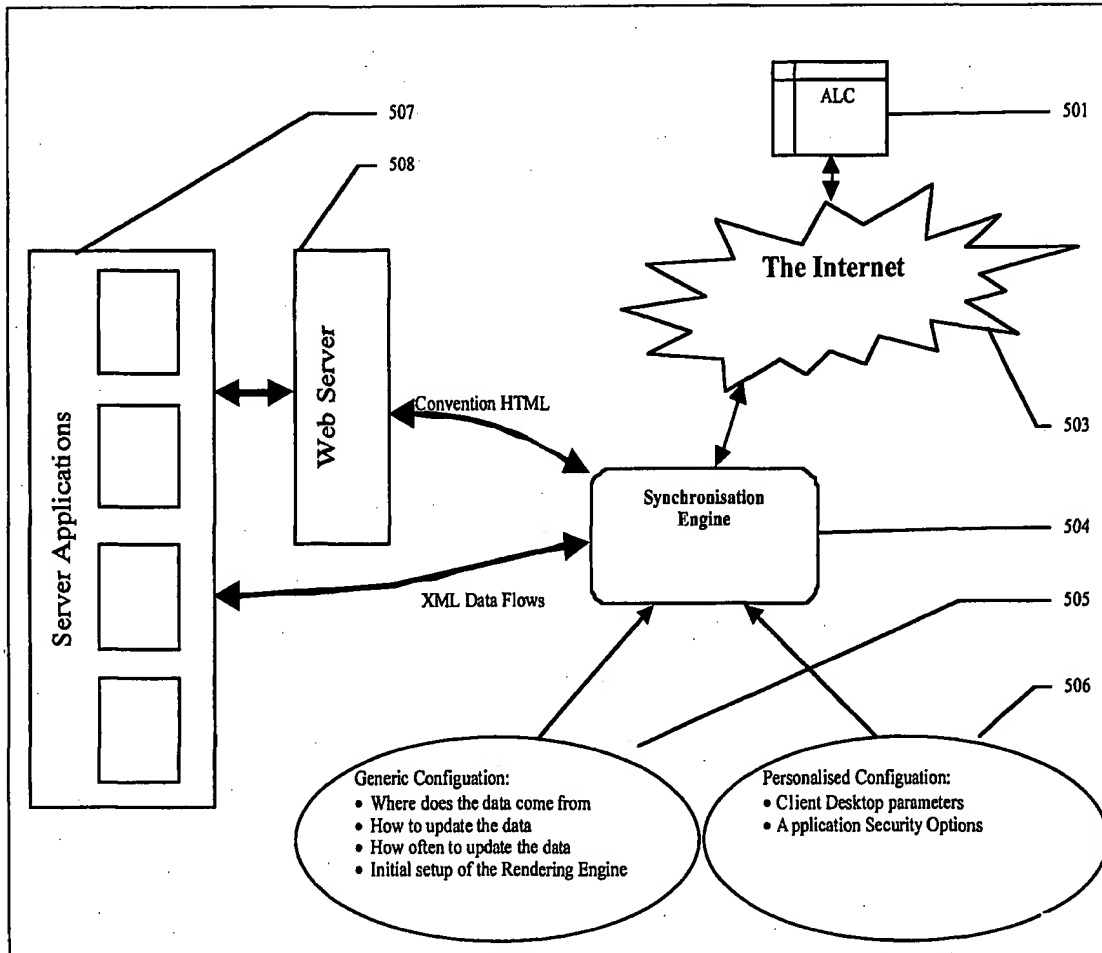 507
508
ALC
501
The Internet
503
Server Applications
Web Server
Convention HTML
Synchronisation
Engine
504
XML Data Flows
505
506
Generic Configuation:
• Where does the data come from
• How to update the data
• How often to update the data
• Initial setup of the Rendering Engine
Personalised Configuation:
• Client Desktop parameters
• Application Security Options